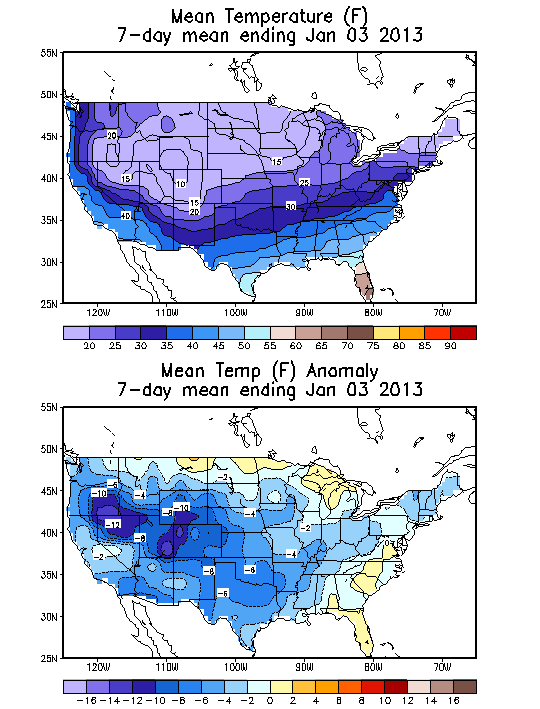 Mean Temperature (F)
7-day mean ending Jan 03 2013
55N
50N
45N
40N
35N
30N
25N
20
15
10
15
25
15
20
30
40
120W 110W 100W 90W 80W 70W
20 25 30 35 40 45 50 55 60 65 70 75 80 85 90
Mean Temp (F) Anomaly
7-day mean ending Jan 03 2013
55N
50N
45N
40N
35N
30N
25N
-2
-10
-4
-8
-10
-12
-4
-2
-8
-2
-4
-6
-6
-6
120W 110W 100W 90W 80W 70W
-16 -14 -12 -10 -8 -6 -4 -2 0 2 4 6 8 10 12 14 16